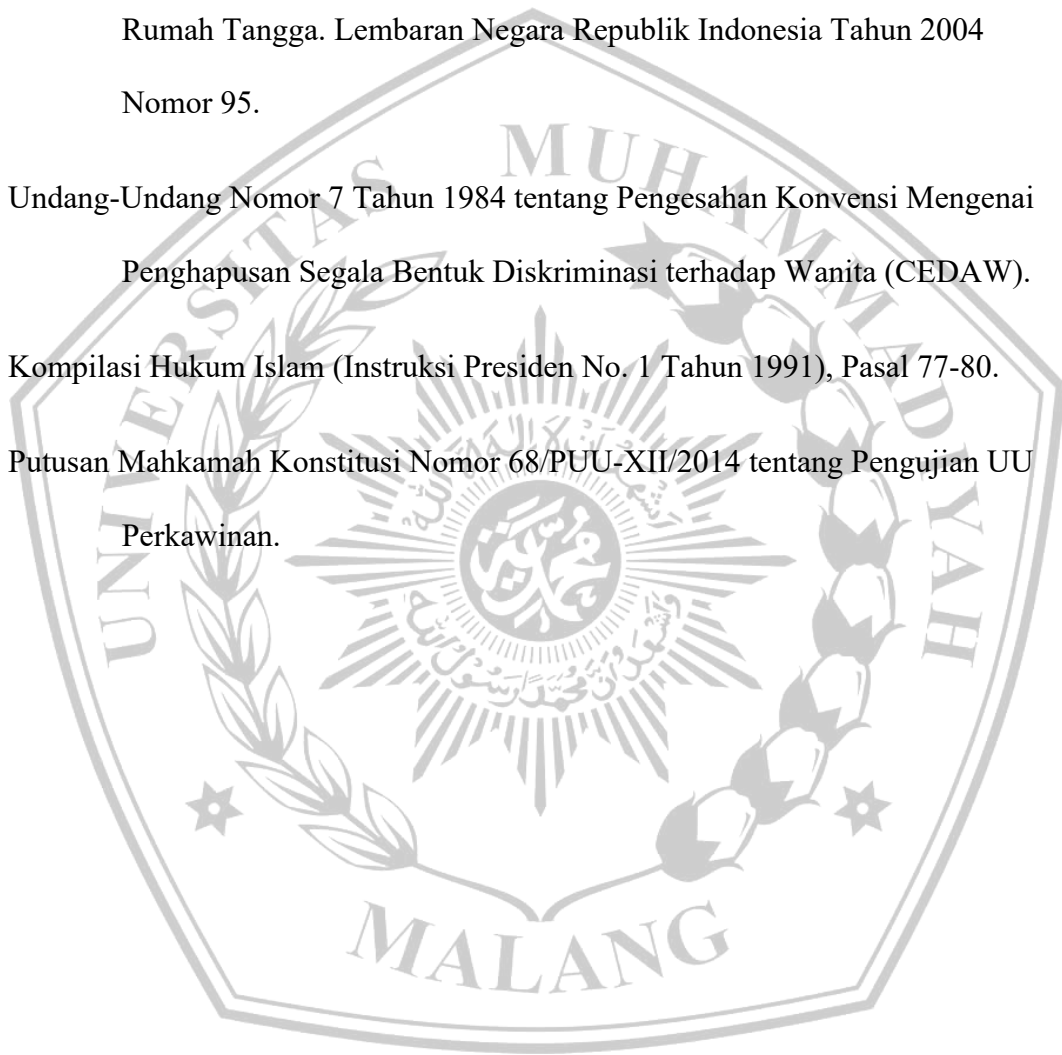 Rumah Tangga. Lembaran Negara Republik Indonesia Tahun 2004
Nomor 95.
Undang-Undang Nomor 7 Tahun 1984 tentang Pengesahan Konvensi Mengenai
Penghapusan Segala Bentuk Diskriminasi terhadap Wanita (CEDAW).
Kompilasi Hukum Islam (Instruksi Presiden No. 1 Tahun 1991), Pasal 77-80.
Putusan Mahkamah Konstitusi Nomor 68/PUU-XII/2014 tentang Pengujian UU
Perkawinan.
UNIVERSITAS MUHAMMADIYAH
MALANG